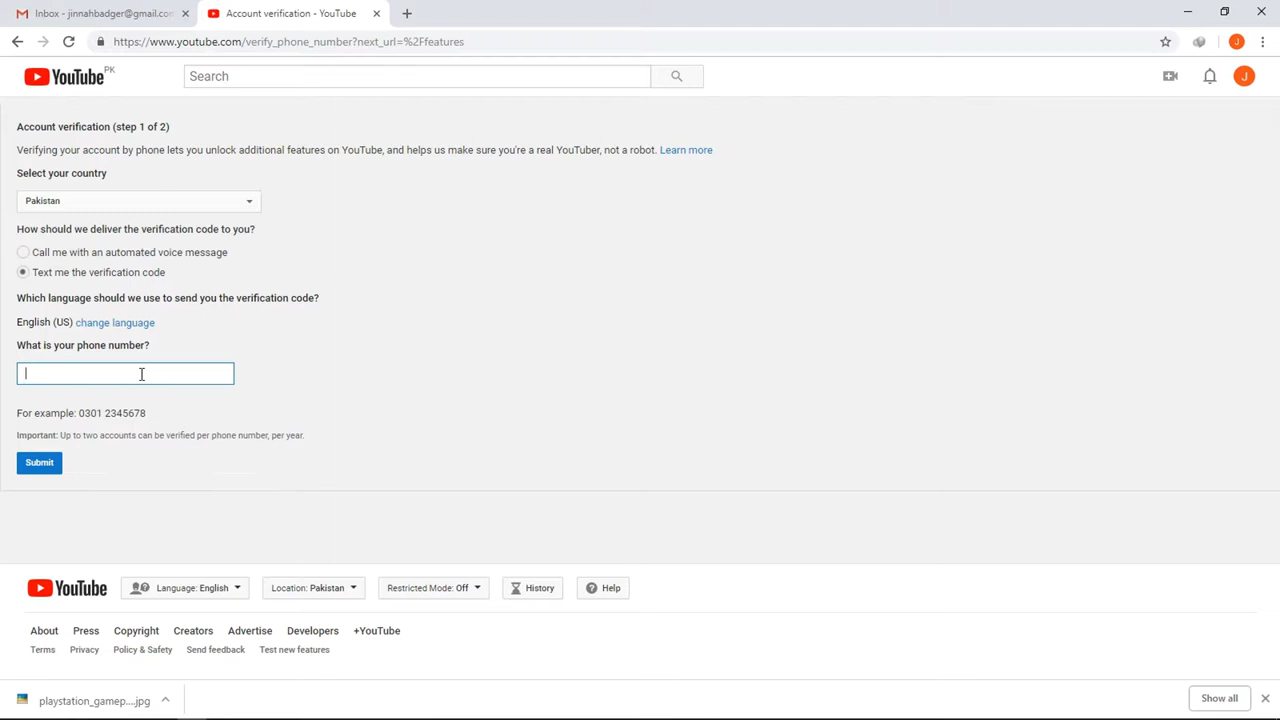 Inbox - jinnahbadger@gmail.con
Account verification - YouTube
https://www.youtube.com/verify_phone_number?next_url=%2Ffeatures
J
YouTube PK
Search
J
Account verification (step 1 of 2)
Verifying your account by phone lets you unlock additional features on YouTube, and helps us make sure you're a real YouTuber, not a robot. Learn more
Select your country
Pakistan
How should we deliver the verification code to you?
Call me with an automated voice message
Text me the verification code
Which language should we use to send you the verification code?
English (US) change language
What is your phone number?
For example: 0301 2345678
Important: Up to two accounts can be verified per phone number, per year.
Submit
YouTube
Language: English
Location: Pakistan
Restricted Mode: Off
History
Help
About Press Copyright Creators Advertise Developers +YouTube
Terms Privacy Policy & Safety Send feedback Test new features
playstation_gamep....jpg
Show all